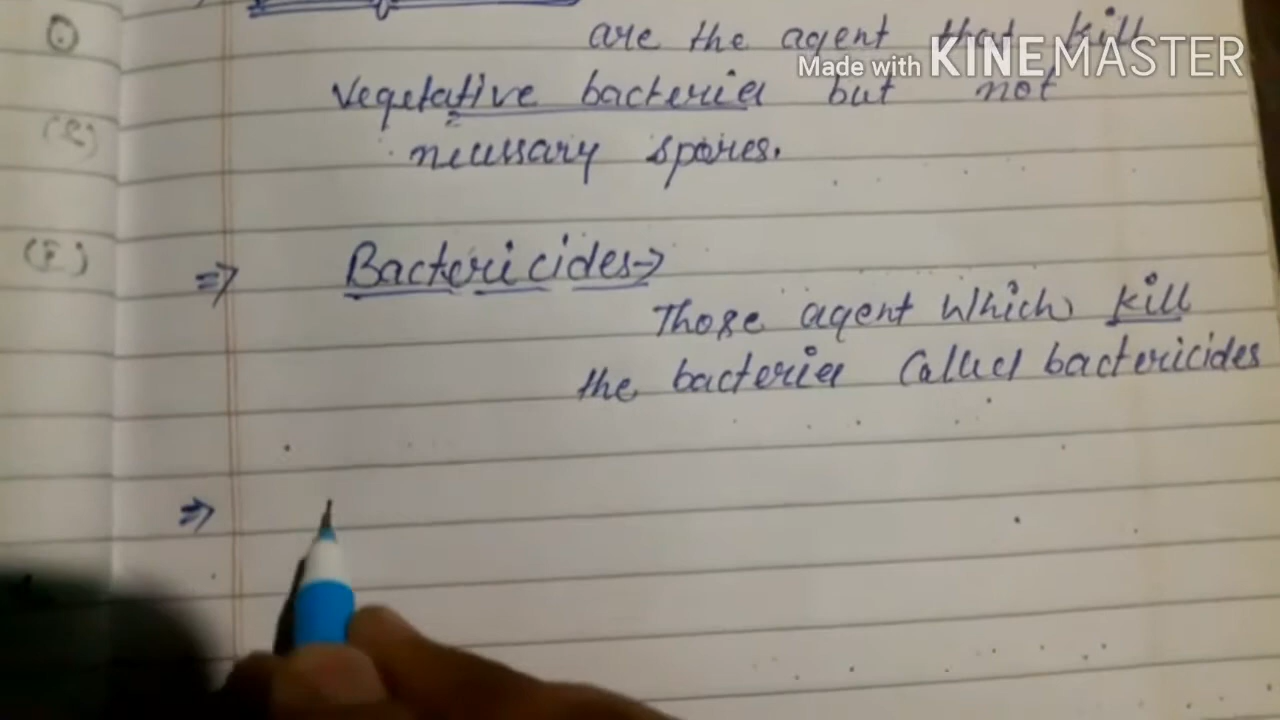 are the agent that kill
Made with KINEMASTER
vegetative bacteria but not
necessary spores.
⇒ Bactericides→
Those agent which kill
the bacteria Called bactericides
⇒